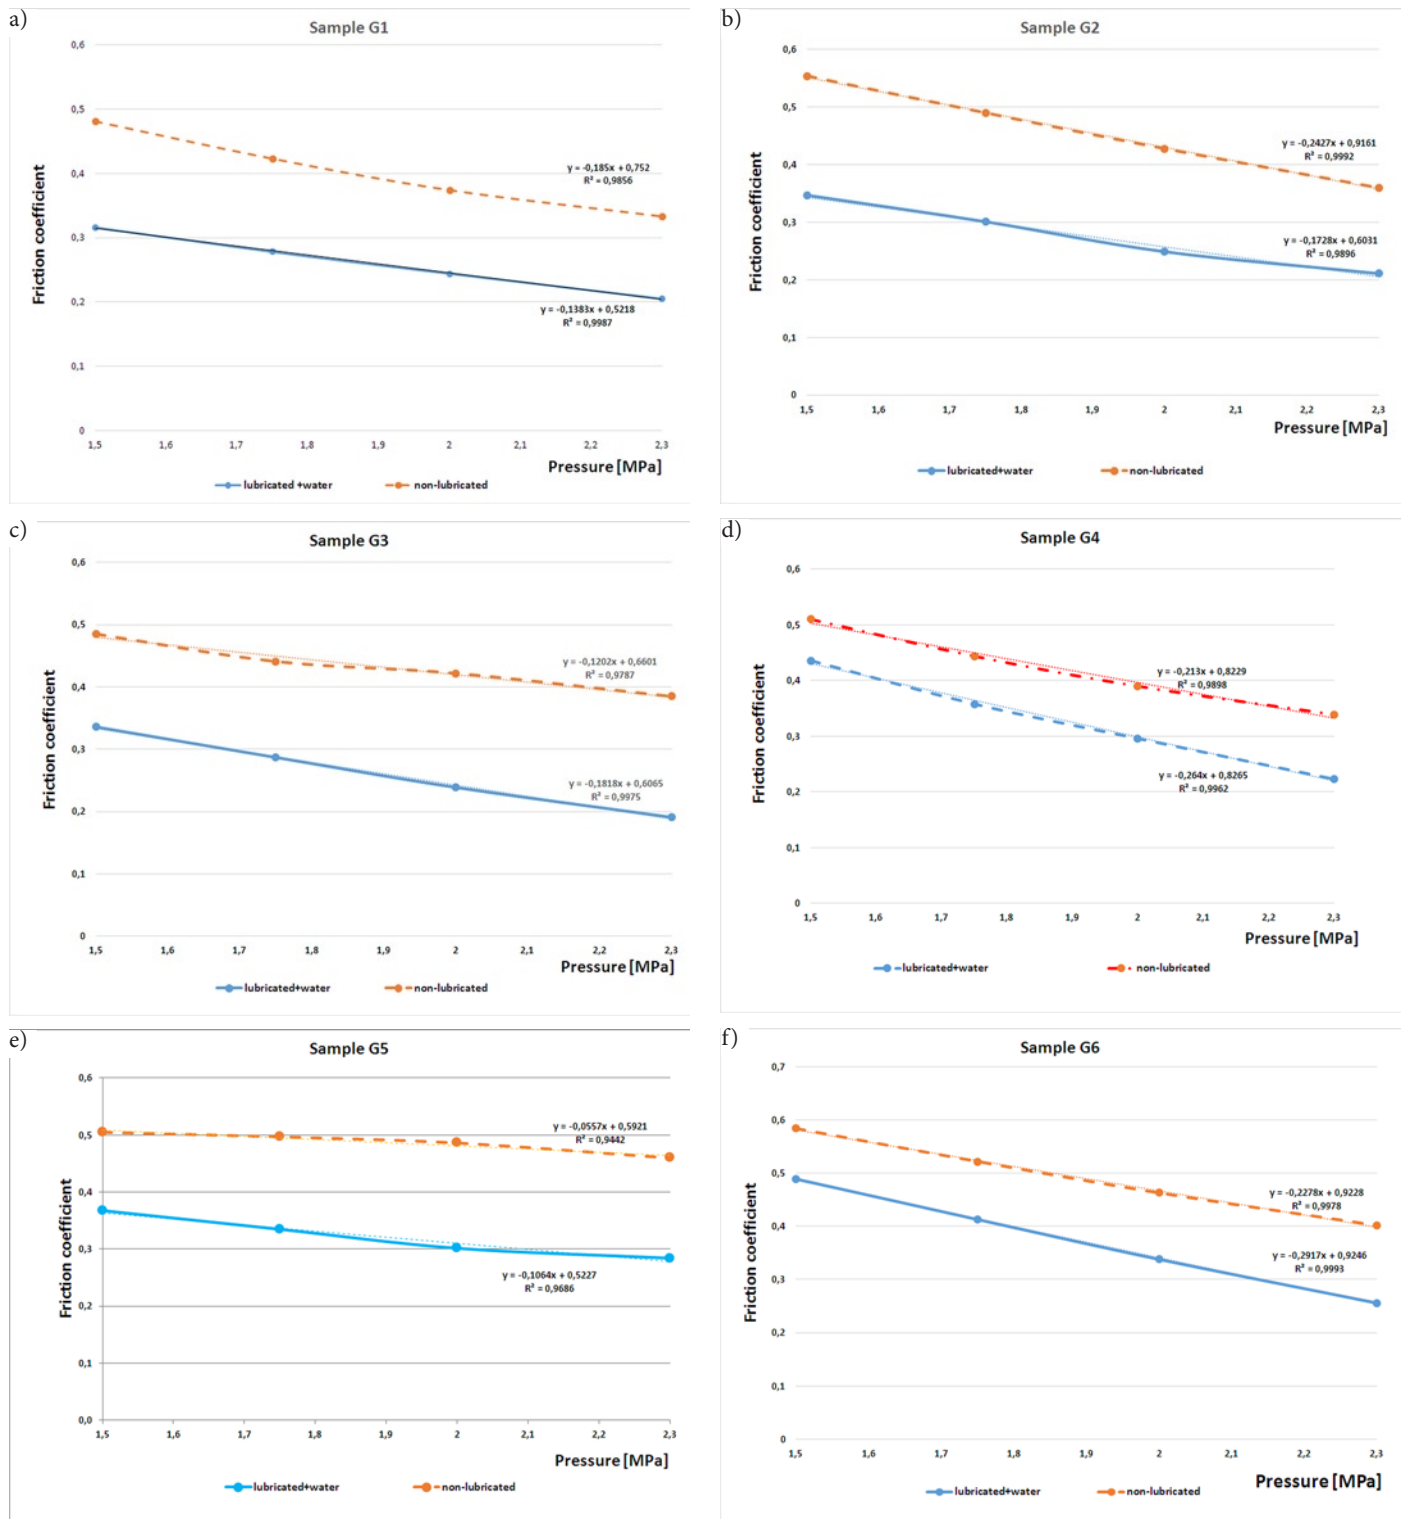 a)
Sample G1
0,6
0,5
0,4
0,3
0,2
0,1
0
Friction coefficient
y = -0,185x + 0,752
R² = 0,9856
y = -0,1383x + 0,5218
R² = 0,9987
1,5 1,6 1,7 1,8 1,9 2 2,1 2,2 2,3
Pressure [MPa]
lubricated +water non-lubricated
b)
Sample G2
0,6
0,5
0,4
0,3
0,2
0,1
0
Friction coefficient
y = -0,2427x + 0,9161
R² = 0,9992
y = -0,1728x + 0,6031
R² = 0,9896
1,5 1,6 1,7 1,8 1,9 2 2,1 2,2 2,3
Pressure [MPa]
lubricated+water non-lubricated
c)
Sample G3
0,6
0,5
0,4
0,3
0,2
0,1
0
Friction coefficient
y = -0,1202x + 0,6601
R² = 0,9787
y = -0,1818x + 0,6065
R² = 0,9975
1,5 1,6 1,7 1,8 1,9 2 2,1 2,2 2,3
Pressure [MPa]
lubricated+water non-lubricated
d)
Sample G4
0,6
0,5
0,4
0,3
0,2
0,1
0
Friction coefficient
y = -0,213x + 0,8229
R² = 0,9898
y = -0,264x + 0,8265
R² = 0,9962
1,5 1,6 1,7 1,8 1,9 2 2,1 2,2 2,3
Pressure [MPa]
lubricated+water non-lubricated
e)
Sample G5
0,6
0,5
0,4
0,3
0,2
0,1
0,0
Friction coefficient
y = -0,0557x + 0,5921
R² = 0,9442
y = -0,1064x + 0,5227
R² = 0,9686
1,5 1,6 1,7 1,8 1,9 2 2,1 2,2 2,3
Pressure [MPa]
lubricated+water non-lubricated
f)
Sample G6
0,7
0,6
0,5
0,4
0,3
0,2
0,1
0
Friction coefficient
y = -0,2278x + 0,9228
R² = 0,9978
y = -0,2917x + 0,9246
R² = 0,9993
1,5 1,6 1,7 1,8 1,9 2 2,1 2,2 2,3
Pressure [MPa]
lubricated+water non-lubricated